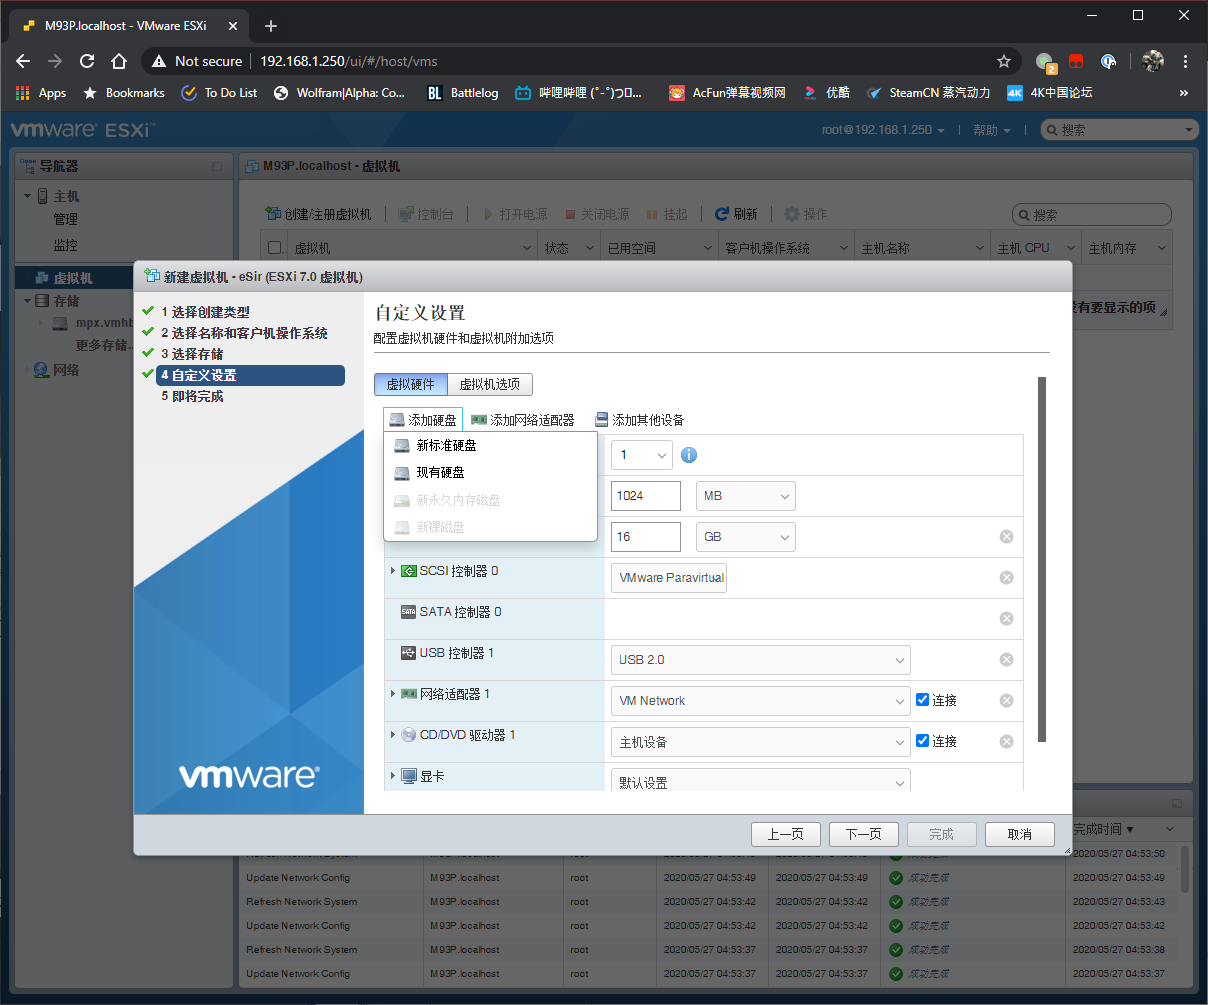 M93P.localhost - VMware ESXi
Not secure 192.168.1.250/ui/#/host/vms
2
Apps Bookmarks To Do List Wolfram|Alpha: Co... BL Battlelog 哔哩哔哩 (゜-゜)つロ... AcFun弹幕视频网 优酷 SteamCN 蒸汽动力 4K 4K中国论坛 »
vmware ESXi™ root@192.168.1.250 | 帮助 | 搜索
导航器
M93P.localhost - 虚拟机
主机
管理
监控
虚拟机
存储
mpx.vmhb
更多存储...
网络
创建/注册虚拟机 控制台 打开电源 关闭电源 挂起 刷新 操作 搜索
虚拟机 状态 已用空间 客户机操作系统 主机名称 主机 CPU 主机内存
有要显示的项
新建虚拟机 - eSir (ESXi 7.0 虚拟机)
1 选择创建类型
2 选择名称和客户机操作系统
3 选择存储
4 自定义设置
5 即将完成
vmware®
自定义设置
配置虚拟机硬件和虚拟机附加选项
虚拟硬件 虚拟机选项
添加硬盘 添加网络适配器 添加其他设备
新标准硬盘
现有硬盘
新永久内存磁盘
新裸磁盘
1
1024 MB
16 GB
SCSI 控制器 0 VMware Paravirtual
SATA SATA 控制器 0
USB 控制器 1 USB 2.0
网络适配器 1 VM Network 连接
CD/DVD 驱动器 1 主机设备 连接
显卡 默认设置
上一页 下一页 完成 取消
完成时间 ▼
Refresh Network System M93P.localhost root 2020/05/27 04:53:50
Update Network Config M93P.localhost root 2020/05/27 04:53:49 2020/05/27 04:53:49 成功完成 2020/05/27 04:53:49
Refresh Network System M93P.localhost root 2020/05/27 04:53:42 2020/05/27 04:53:42 成功完成 2020/05/27 04:53:43
Update Network Config M93P.localhost root 2020/05/27 04:53:42 2020/05/27 04:53:42 成功完成 2020/05/27 04:53:42
Refresh Network System M93P.localhost root 2020/05/27 04:53:37 2020/05/27 04:53:37 成功完成 2020/05/27 04:53:38
Update Network Config M93P.localhost root 2020/05/27 04:53:37 2020/05/27 04:53:37 成功完成 2020/05/27 04:53:37